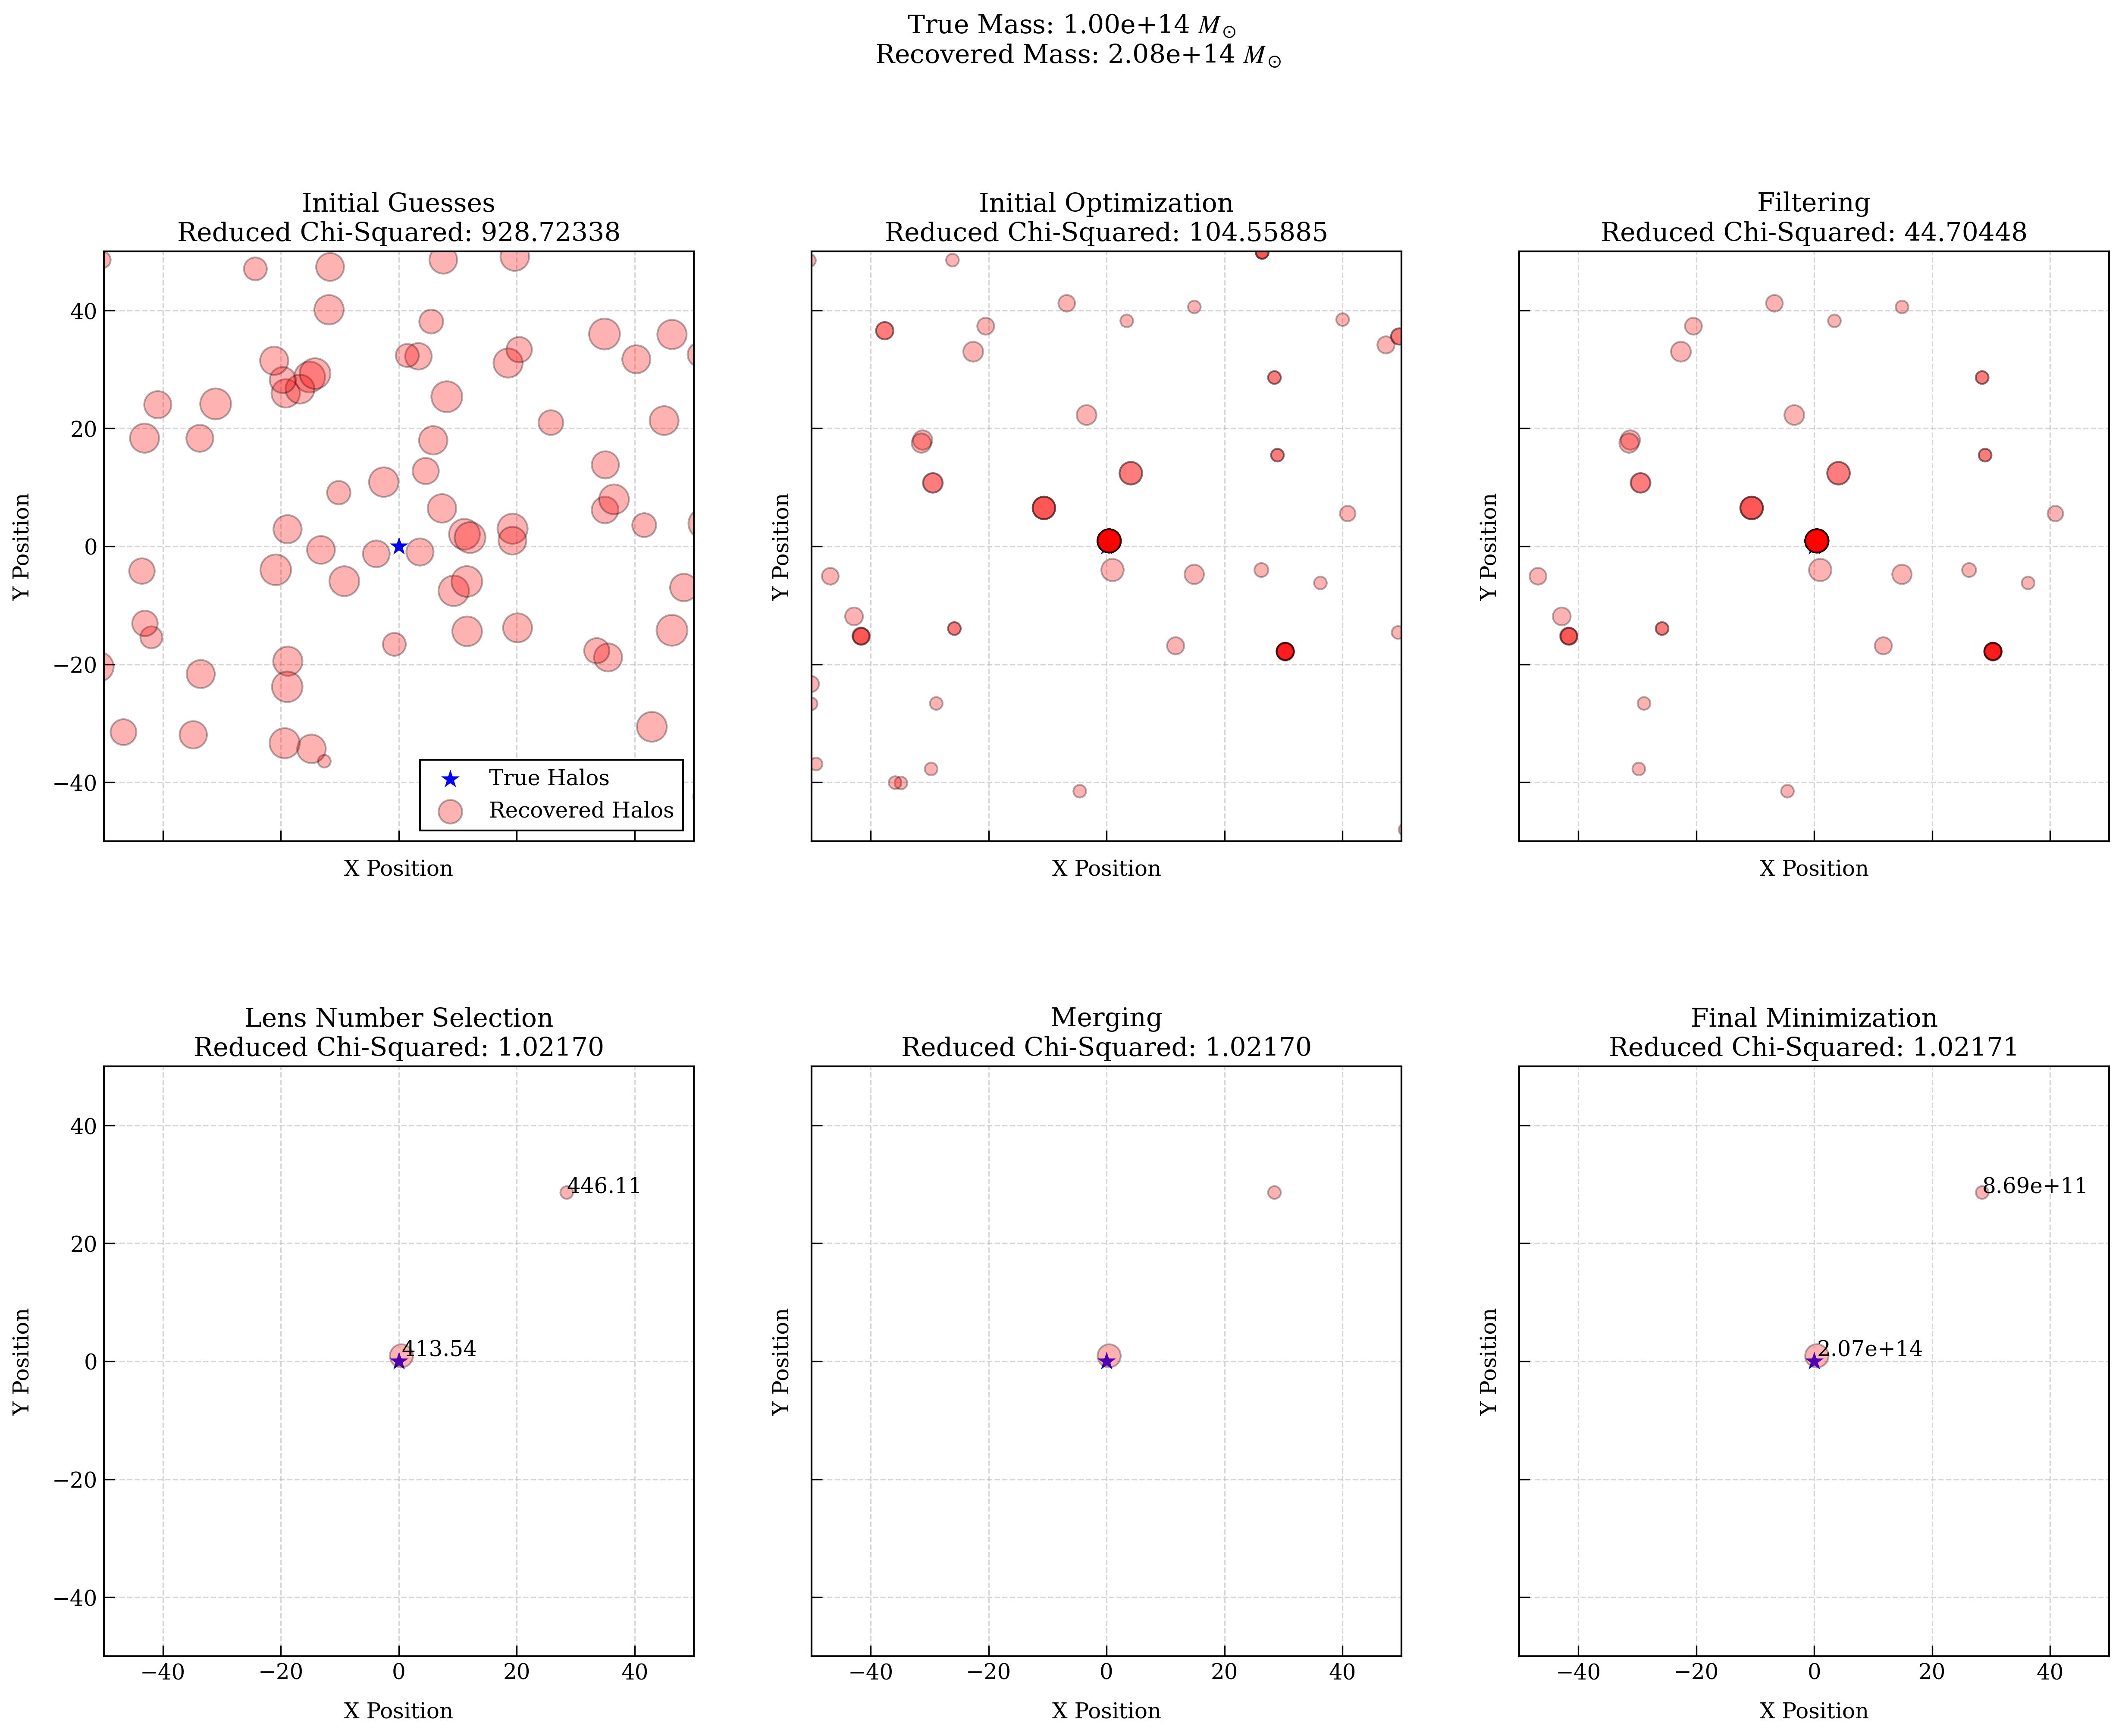 True Mass: 1.00e+14 M⊙
Recovered Mass: 2.08e+14 M⊙
Initial Guesses
Reduced Chi-Squared: 928.72338
Y Position
40
20
0
−20
−40
True Halos
Recovered Halos
X Position
Initial Optimization
Reduced Chi-Squared: 104.55885
Y Position
X Position
Filtering
Reduced Chi-Squared: 44.70448
Y Position
X Position
Lens Number Selection
Reduced Chi-Squared: 1.02170
Y Position
40
20
0
−20
−40
446.11
413.54
−40 −20 0 20 40
X Position
Merging
Reduced Chi-Squared: 1.02170
Y Position
−40 −20 0 20 40
X Position
Final Minimization
Reduced Chi-Squared: 1.02171
Y Position
8.69e+11
2.07e+14
−40 −20 0 20 40
X Position